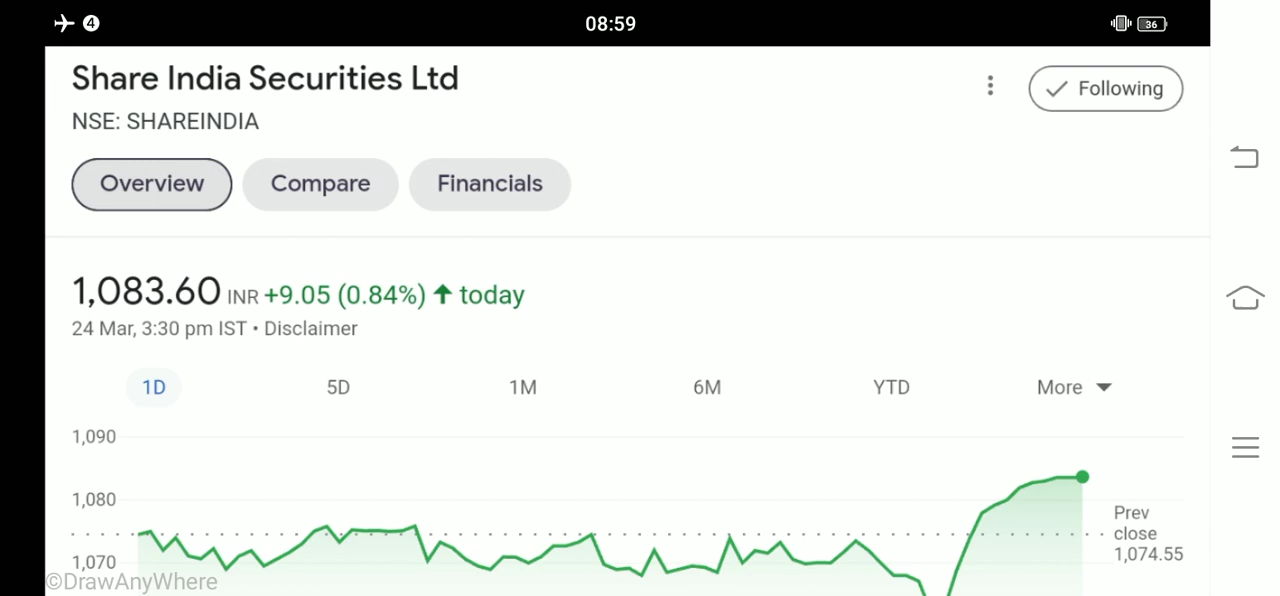 4
08:59
36
Share India Securities Ltd
Following
NSE: SHAREINDIA
Overview
Compare
Financials
1,083.60 INR +9.05 (0.84%) today
24 Mar, 3:30 pm IST • Disclaimer
1D
5D
1M
6M
YTD
More
1,090
1,080
1,070
Prev
close
1,074.55
©DrawAnyWhere